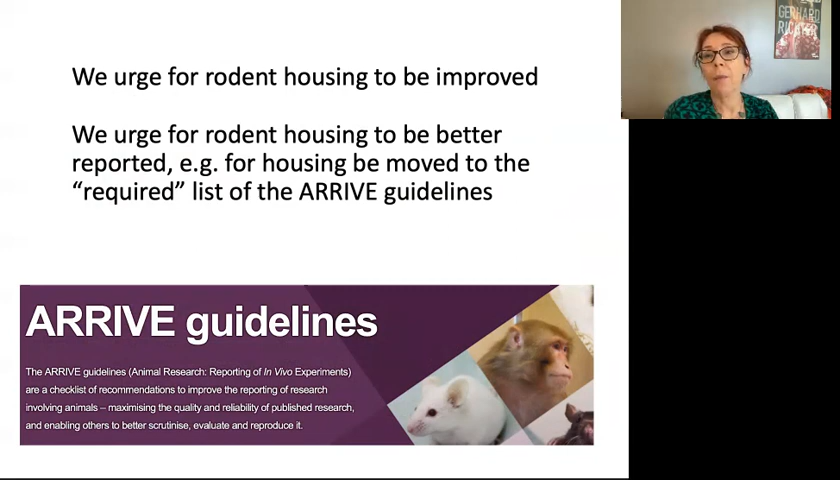 We urge for rodent housing to be improved
We urge for rodent housing to be better
reported, e.g. for housing be moved to the
“required” list of the ARRIVE guidelines
ARRIVE guidelines
The ARRIVE guidelines (Animal Research: Reporting of In Vivo Experiments)
are a checklist of recommendations to improve the reporting of research
involving animals – maximising the quality and reliability of published research,
and enabling others to better scrutinise, evaluate and reproduce it.
GERHARD
RICHTER